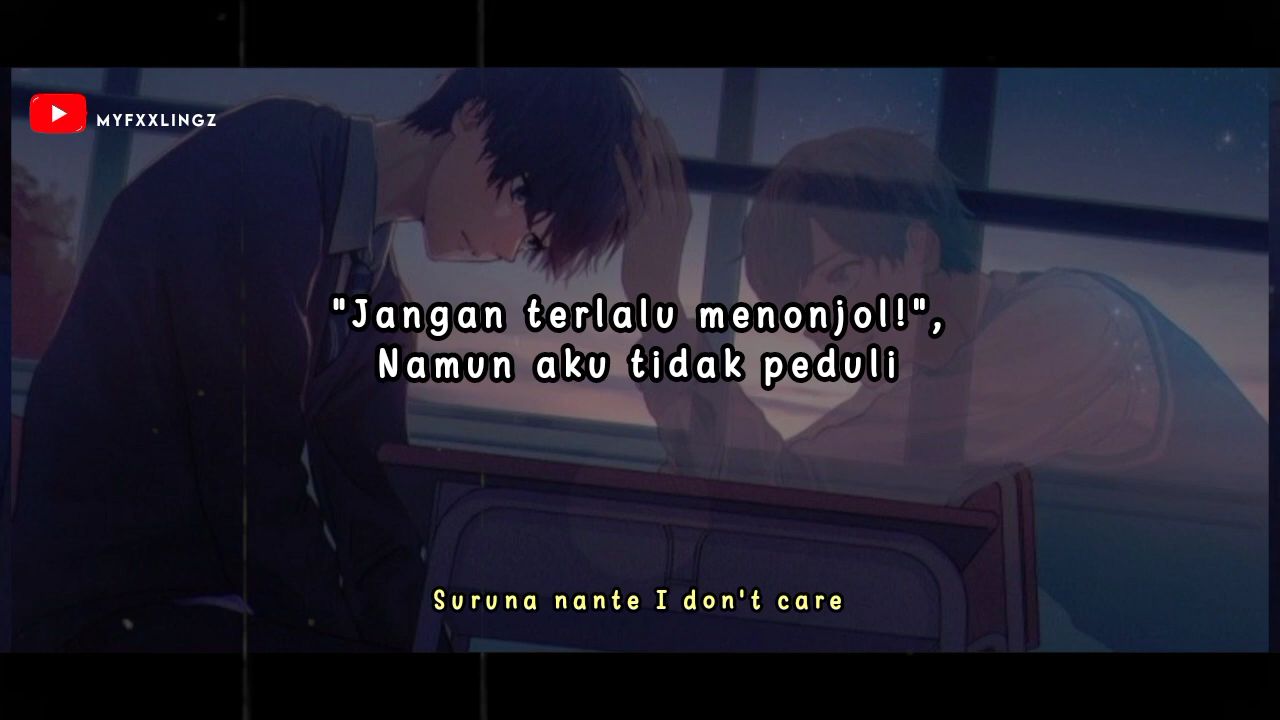 MYFXXLINGZ
"Jangan terlalu menonjol!",
Namun aku tidak peduli
Suruna nante I don't care